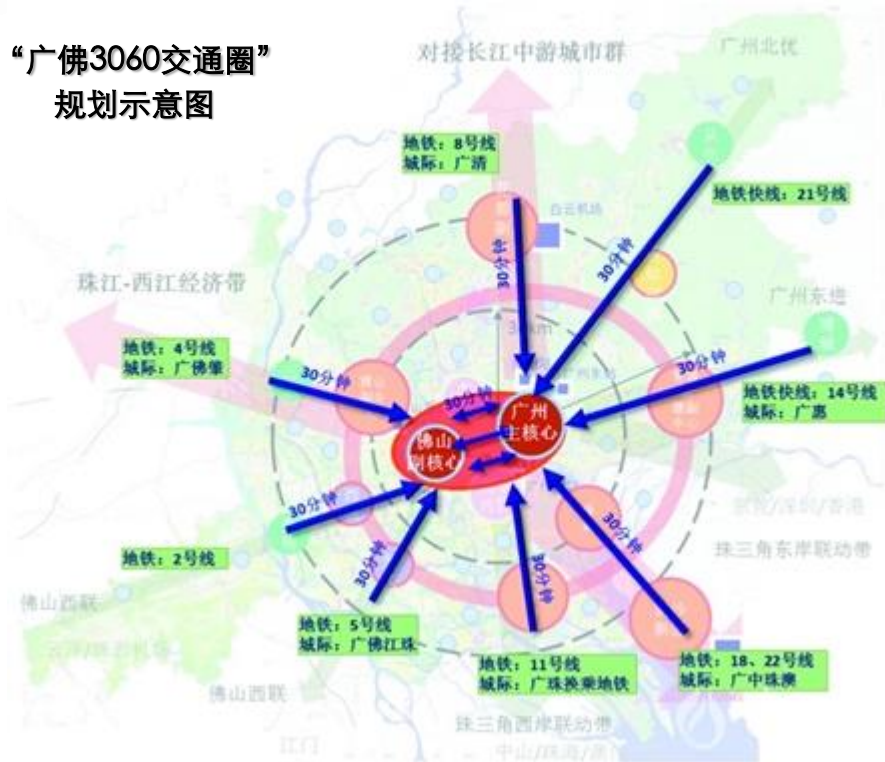 “广佛3060交通圈”
规划示意图
对接长江中游城市群
广州北优
地铁：8号线
城际：广清
地铁快线：21号线
白云机场
30分钟
30分钟
珠江-西江经济带
广州东进
地铁：4号线
城际：广佛肇
30分钟
30分钟
30分钟
地铁快线：14号线
城际：广惠
广州
主核心
佛山
副核心
30分钟
30分钟
30分钟
30分钟
珠三角东岸联动带
地铁：2号线
佛山西联
地铁：5号线
城际：广佛江珠
地铁：11号线
城际：广珠换乘地铁
地铁：18、22号线
城际：广中珠澳
佛山西联
珠三角西岸联动带
江门